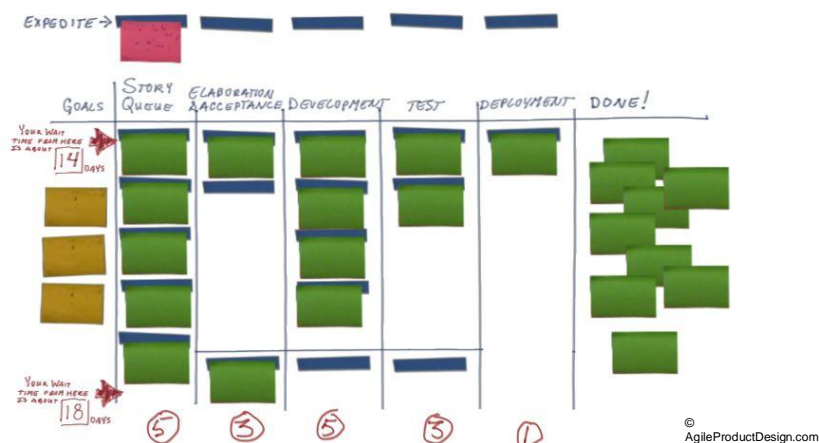 EXPEDITE →
GOALS
STORY
QUEUE
ELABORATION
& ACCEPTANCE
DEVELOPMENT
TEST
DEPLOYMENT
DONE!
YOUR WAIT
TIME FROM HERE
IS ABOUT
14
DAYS
YOUR WAIT
TIME FROM HERE
IS ABOUT
18
DAYS
5
3
5
3
1
©
AgileProductDesign.com